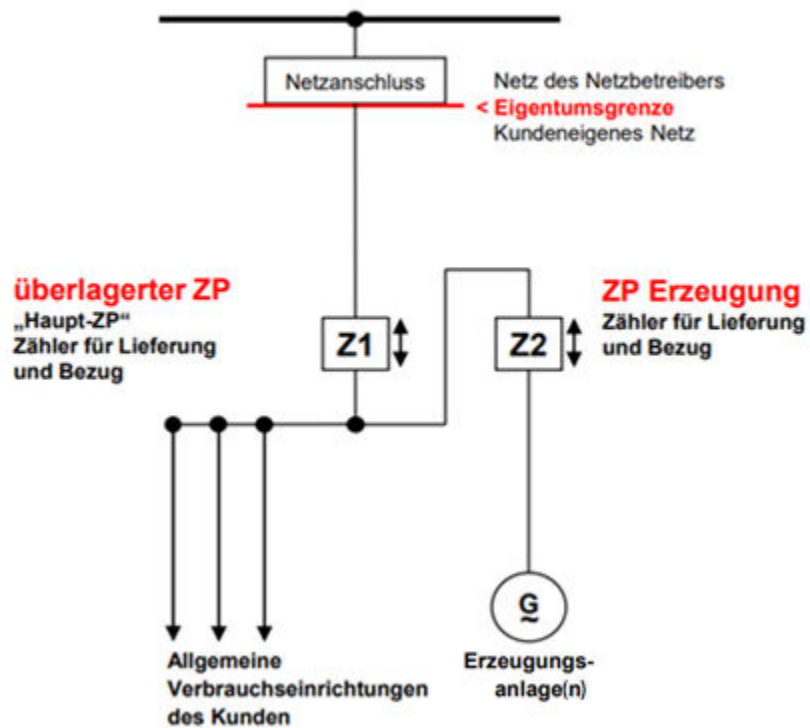 Netzanschluss
Netz des Netzbetreibers
< Eigentumsgrenze
Kundeneigenes Netz
überlagerter ZP
„Haupt-ZP“
Zähler für Lieferung
und Bezug
Z1
Z2
ZP Erzeugung
Zähler für Lieferung
und Bezug
G
~
Allgemeine
Verbrauchseinrichtungen
des Kunden
Erzeugungs-
anlage(n)